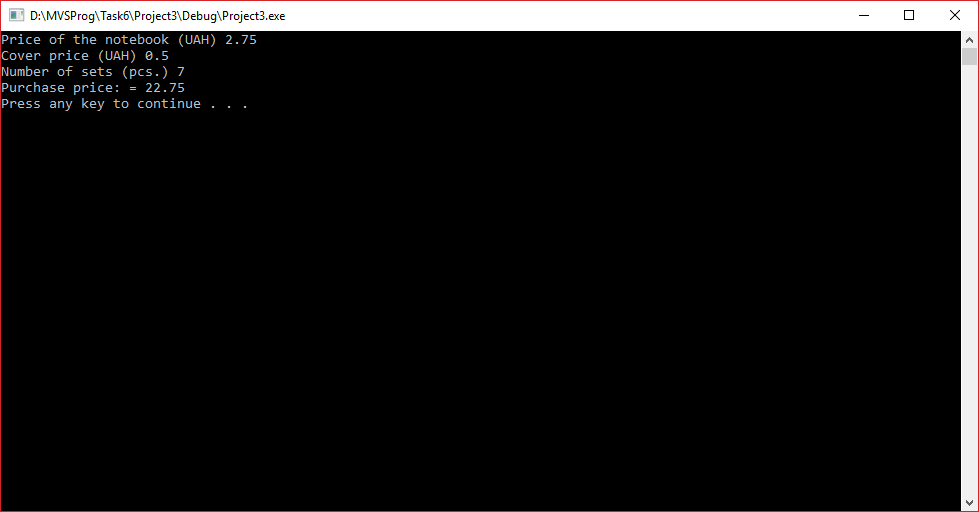 D:\MVSProg\Task6\Project3\Debug\Project3.exe
Price of the notebook (UAH) 2.75
Cover price (UAH) 0.5
Number of sets (pcs.) 7
Purchase price: = 22.75
Press any key to continue . . .